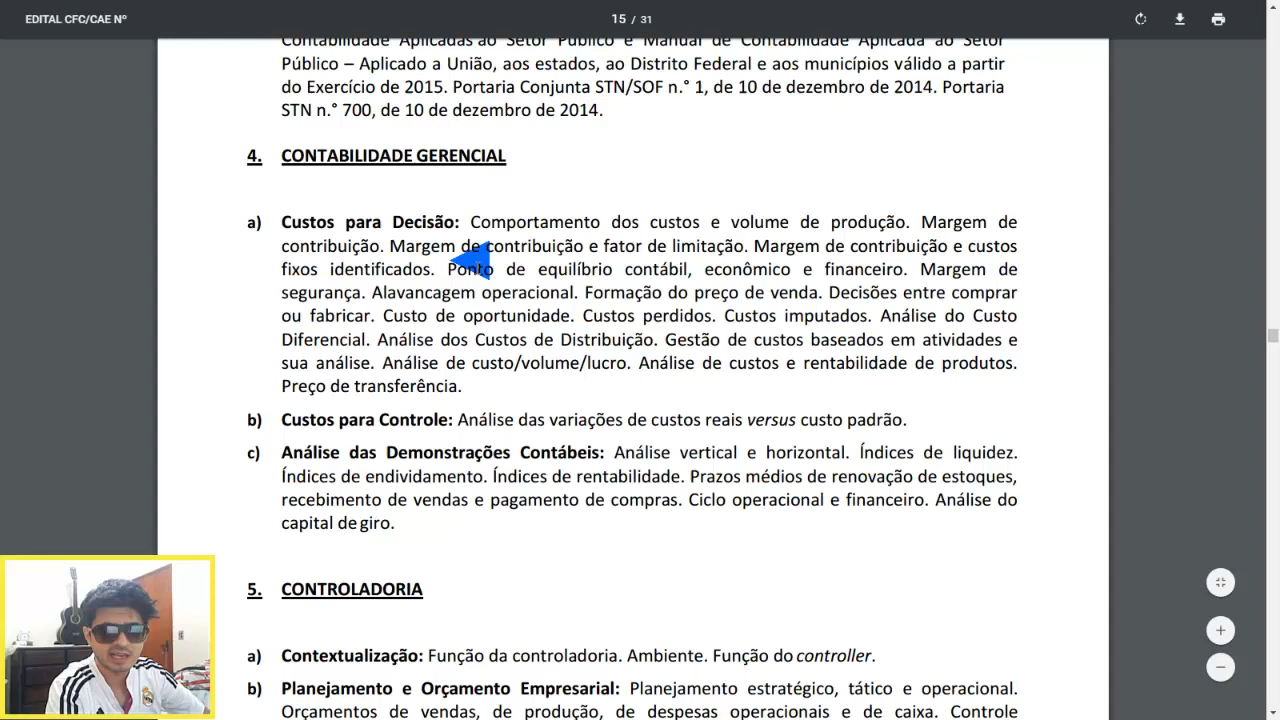 EDITAL CFC/CAE Nº
15 / 31
Contabilidade Aplicadas ao Setor Público e Manual de Contabilidade Aplicada ao Setor
Público – Aplicado a União, aos estados, ao Distrito Federal e aos municípios válido a partir
do Exercício de 2015. Portaria Conjunta STN/SOF n.° 1, de 10 de dezembro de 2014. Portaria
STN n.° 700, de 10 de dezembro de 2014.
4. CONTABILIDADE GERENCIAL
a) Custos para Decisão: Comportamento dos custos e volume de produção. Margem de
contribuição. Margem de contribuição e fator de limitação. Margem de contribuição e custos
fixos identificados. Ponto de equilíbrio contábil, econômico e financeiro. Margem de
segurança. Alavancagem operacional. Formação do preço de venda. Decisões entre comprar
ou fabricar. Custo de oportunidade. Custos perdidos. Custos imputados. Análise do Custo
Diferencial. Análise dos Custos de Distribuição. Gestão de custos baseados em atividades e
sua análise. Análise de custo/volume/lucro. Análise de custos e rentabilidade de produtos.
Preço de transferência.
b) Custos para Controle: Análise das variações de custos reais versus custo padrão.
c) Análise das Demonstrações Contábeis: Análise vertical e horizontal. Índices de liquidez.
Índices de endividamento. Índices de rentabilidade. Prazos médios de renovação de estoques,
recebimento de vendas e pagamento de compras. Ciclo operacional e financeiro. Análise do
capital de giro.
5. CONTROLADORIA
a) Contextualização: Função da controladoria. Ambiente. Função do controller.
b) Planejamento e Orçamento Empresarial: Planejamento estratégico, tático e operacional.
Orçamentos de vendas, de produção, de despesas operacionais e de caixa. Controle